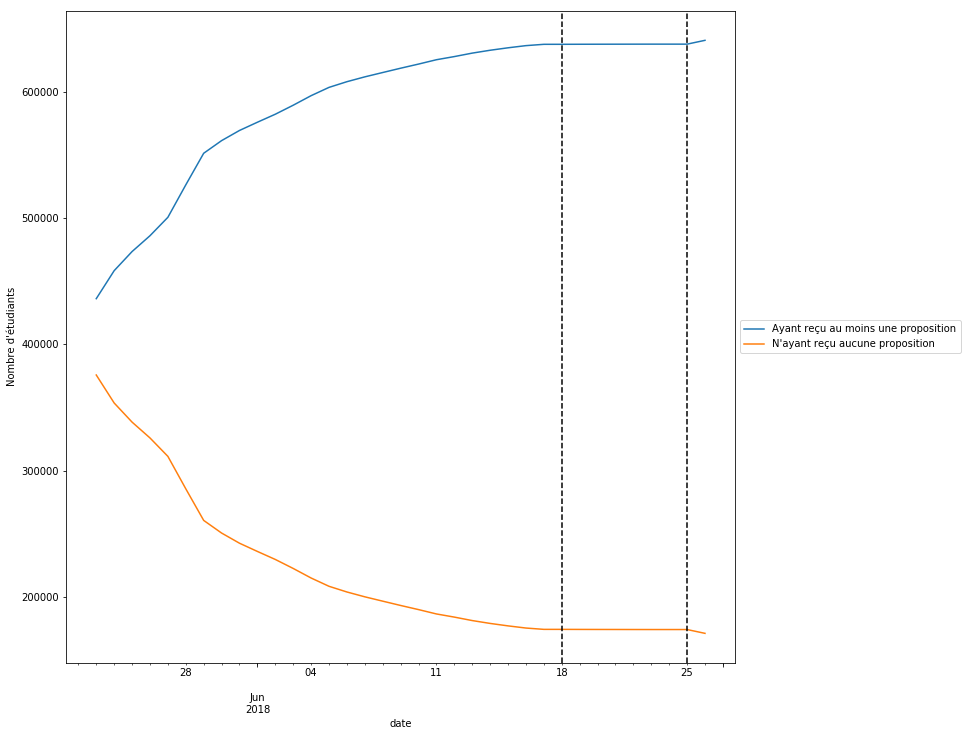 600000
500000
400000
300000
200000
Nombre d'étudiants
28
04
11
18
25
Jun
2018
date
Ayant reçu au moins une proposition
N'ayant reçu aucune proposition